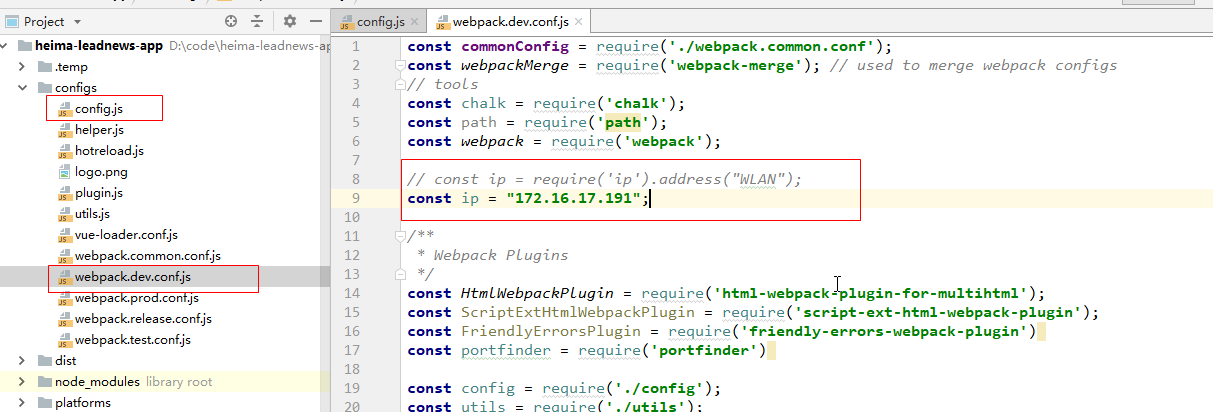 Project
config.js
webpack.dev.conf.js
heima-leadnews-app D:\code\heima-leadnews-ap
.temp
configs
config.js
helper.js
hotreload.js
logo.png
plugin.js
utils.js
vue-loader.conf.js
webpack.common.conf.js
webpack.dev.conf.js
webpack.prod.conf.js
webpack.release.conf.js
webpack.test.conf.js
dist
node_modules library root
platforms
1 const commonConfig = require('./webpack.common.conf');
2 const webpackMerge = require('webpack-merge'); // used to merge webpack configs
3 // tools
4 const chalk = require('chalk');
5 const path = require('path');
6 const webpack = require('webpack');
7
8 // const ip = require('ip').address("WLAN");
9 const ip = "172.16.17.191";
10
11 /**
12 * Webpack Plugins
13 */
14 const HtmlWebpackPlugin = require('html-webpack-plugin-for-multihtml');
15 const ScriptExtHtmlWebpackPlugin = require('script-ext-html-webpack-plugin');
16 const FriendlyErrorsPlugin = require('friendly-errors-webpack-plugin')
17 const portfinder = require('portfinder')
18
19 const config = require('./config');
20 const utils = require('./utils');